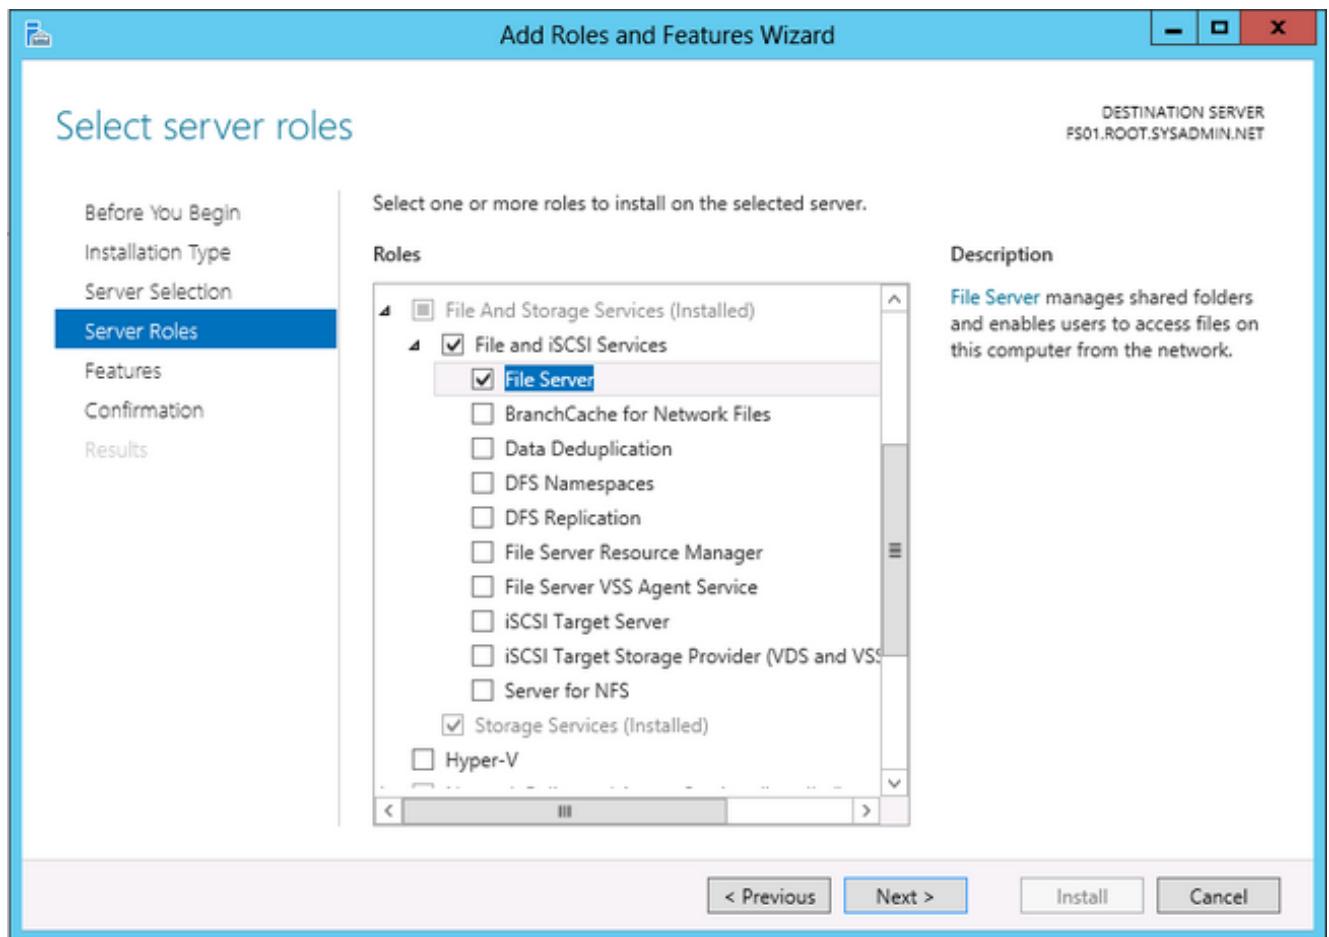 Add Roles and Features Wizard
Select server roles
DESTINATION SERVER
FS01.ROOT.SYSADMIN.NET
Before You Begin
Installation Type
Server Selection
Server Roles
Features
Confirmation
Results
Select one or more roles to install on the selected server.
Roles
File And Storage Services (Installed)
File and iSCSI Services
File Server
BranchCache for Network Files
Data Deduplication
DFS Namespaces
DFS Replication
File Server Resource Manager
File Server VSS Agent Service
iSCSI Target Server
iSCSI Target Storage Provider (VDS and VSS
Server for NFS
Storage Services (Installed)
Hyper-V
Description
File Server manages shared folders
and enables users to access files on
this computer from the network.
< Previous
Next >
Install
Cancel